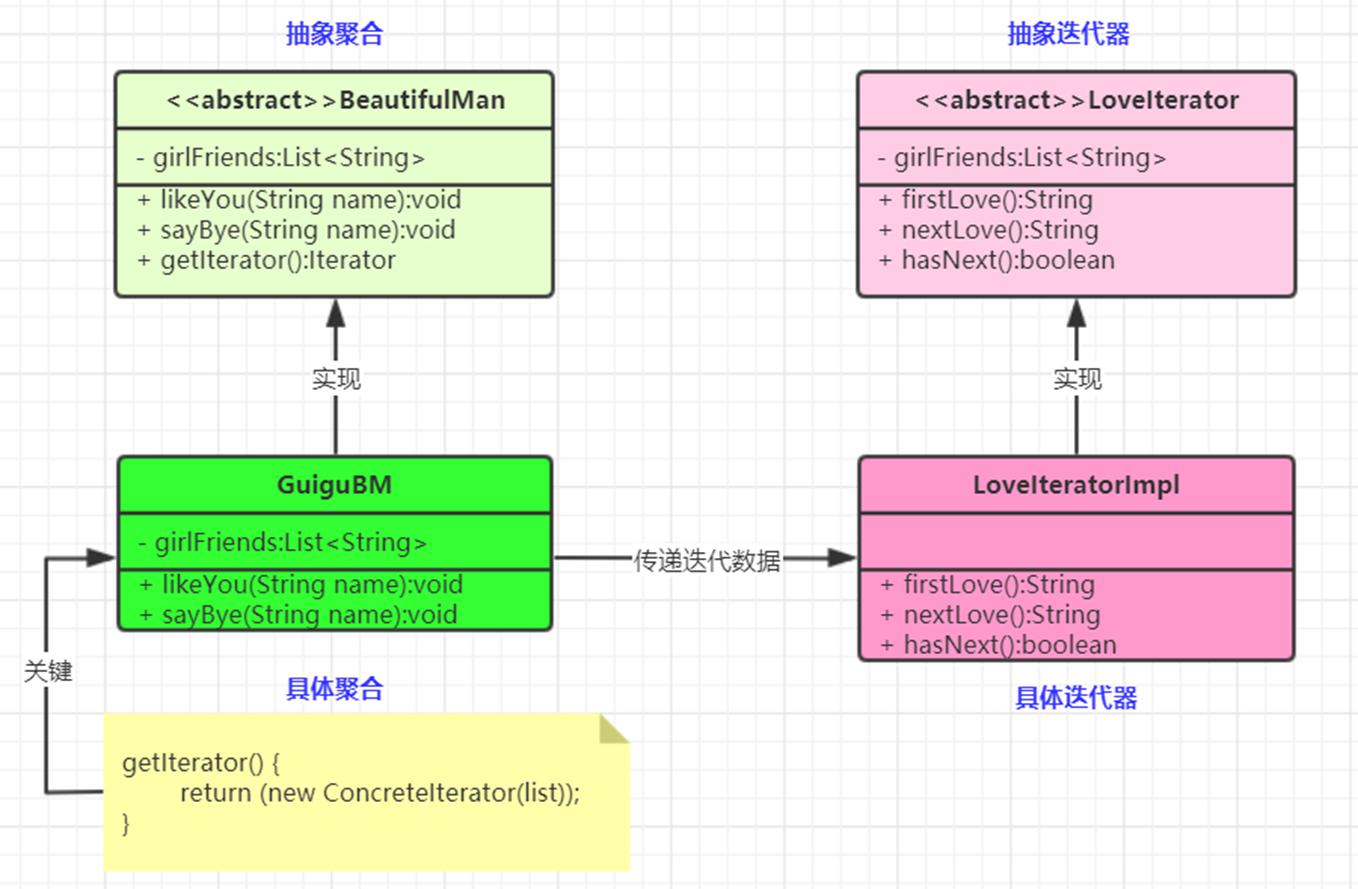 抽象聚合
<<abstract>>BeautifulMan
- girlFriends:List<String>
+ likeYou(String name):void
+ sayBye(String name):void
+ getIterator():Iterator
抽象迭代器
<<abstract>>LoveIterator
- girlFriends:List<String>
+ firstLove():String
+ nextLove():String
+ hasNext():boolean
实现
实现
GuiguBM
- girlFriends:List<String>
+ likeYou(String name):void
+ sayBye(String name):void
传递迭代数据
LoveIteratorImpl
+ firstLove():String
+ nextLove():String
+ hasNext():boolean
关键
具体聚合
具体迭代器
getIterator() {
return (new ConcreteIterator(list));
}